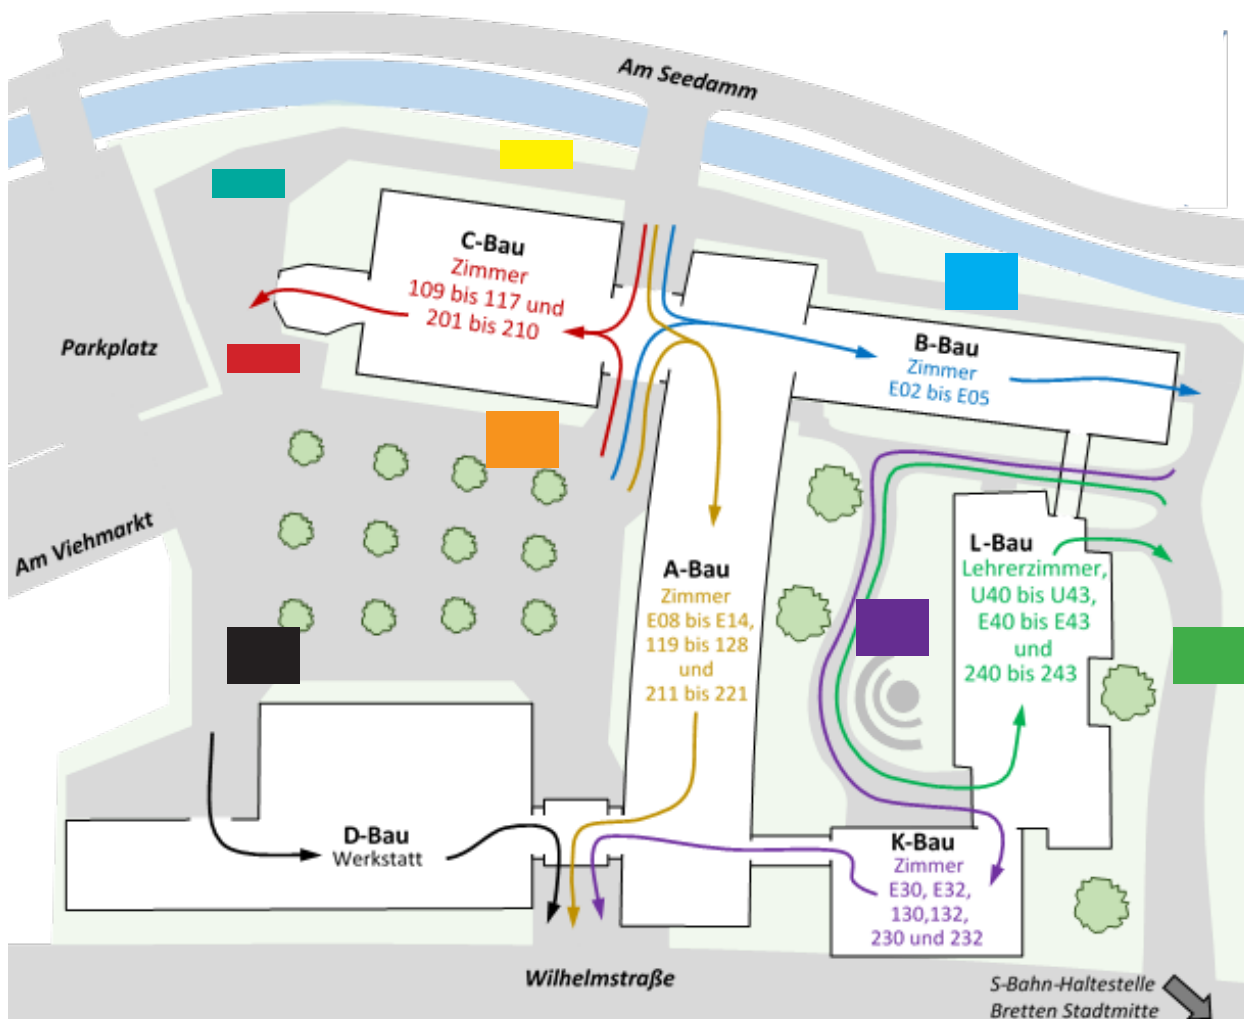 Am Seedamm
C-Bau
Zimmer
109 bis 117 und
201 bis 210
Parkplatz
B-Bau
Zimmer
E02 bis E05
Am Viehmarkt
A-Bau
Zimmer
E08 bis E14,
119 bis 128
und
211 bis 221
L-Bau
Lehrerzimmer,
U40 bis U43,
E40 bis E43
und
240 bis 243
D-Bau
Werkstatt
K-Bau
Zimmer
E30, E32,
130,132,
230 und 232
Wilhelmstraße
S-Bahn-Haltestelle
Bretten Stadtmitte